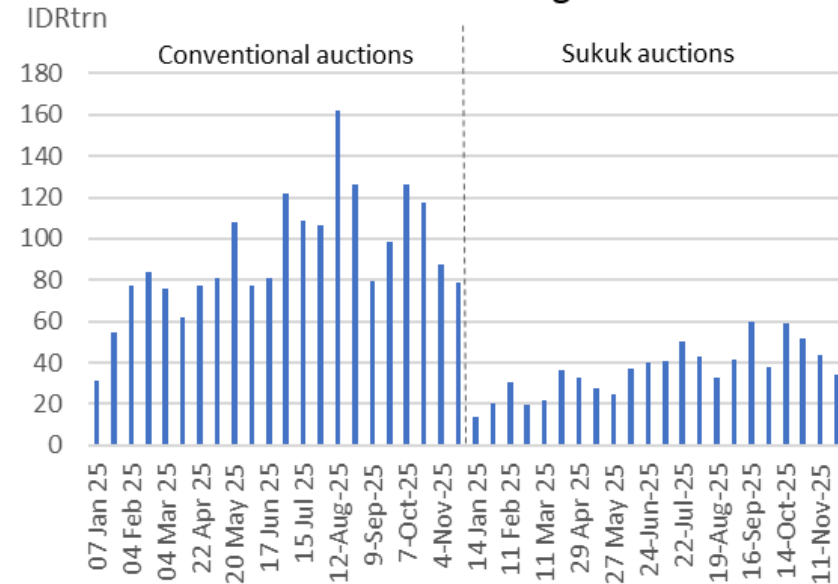 IDRtrn
Conventional auctions
Sukuk auctions
180
160
140
120
100
80
60
40
20
0
07 Jan 25
04 Feb 25
04 Mar 25
22 Apr 25
20 May 25
17 Jun 25
15 Jul 25
12-Aug-25
9-Sep-25
7-Oct-25
4-Nov-25
14 Jan 25
11 Feb 25
11 Mar 25
29 Apr 25
27 May 25
24-Jun-25
22-Jul-25
19-Aug-25
16-Sep-25
14-Oct-25
11-Nov-25